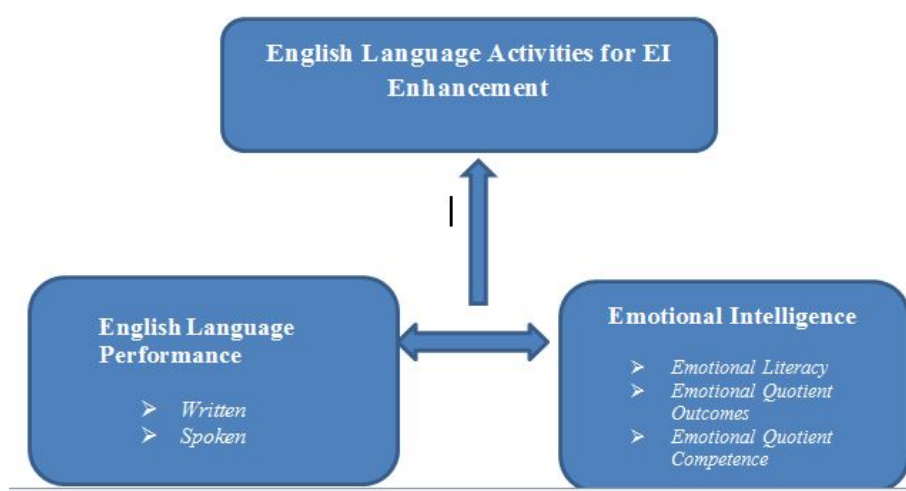 English Language Activities for EI
Enhancement
English Language
Performance
➢ Written
➢ Spoken
Emotional Intelligence
➢ Emotional Literacy
➢ Emotional Quotient
Outcomes
➢ Emotional Quotient
Competence